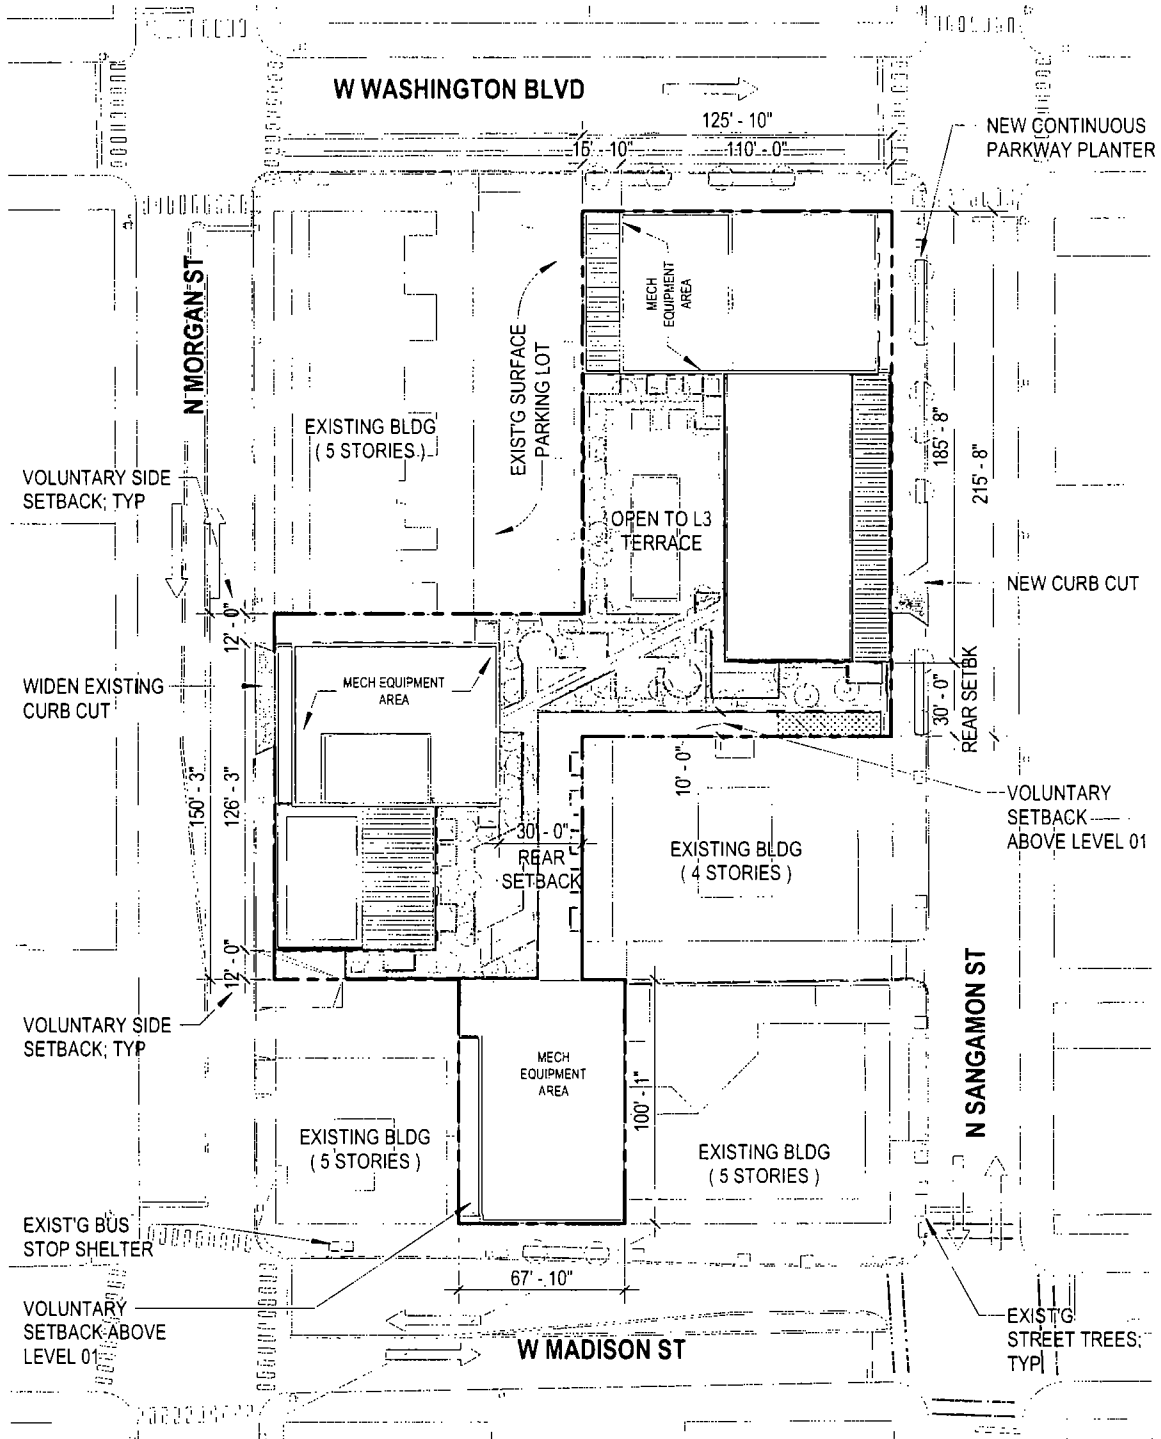 W WASHINGTON BLVD
125' - 10"
15' - 10"
110' - 0"
NEW CONTINUOUS
PARKWAY PLANTER
N MORGAN ST
MECH
EQUIPMENT
AREA
EXIST'G SURFACE
PARKING LOT
EXISTING BLDG
( 5 STORIES )
185' - 8"
215' - 8"
VOLUNTARY SIDE
SETBACK; TYP
OPEN TO L3
TERRACE
NEW CURB CUT
12' - 0"
WIDEN EXISTING
CURB CUT
MECH EQUIPMENT
AREA
30' - 0"
REAR SETBK
150' - 3"
126' - 3"
10' - 0"
VOLUNTARY
SETBACK
ABOVE LEVEL 01
30' - 0"
REAR
SETBACK
EXISTING BLDG
( 4 STORIES )
12' - 0"
VOLUNTARY SIDE
SETBACK; TYP
N SANGAMON ST
MECH
EQUIPMENT
AREA
100' - 1"
EXISTING BLDG
( 5 STORIES )
EXISTING BLDG
( 5 STORIES )
EXIST'G BUS
STOP SHELTER
67' - 10"
VOLUNTARY
SETBACK ABOVE
LEVEL 01
EXIST'G
STREET TREES;
TYP
W MADISON ST